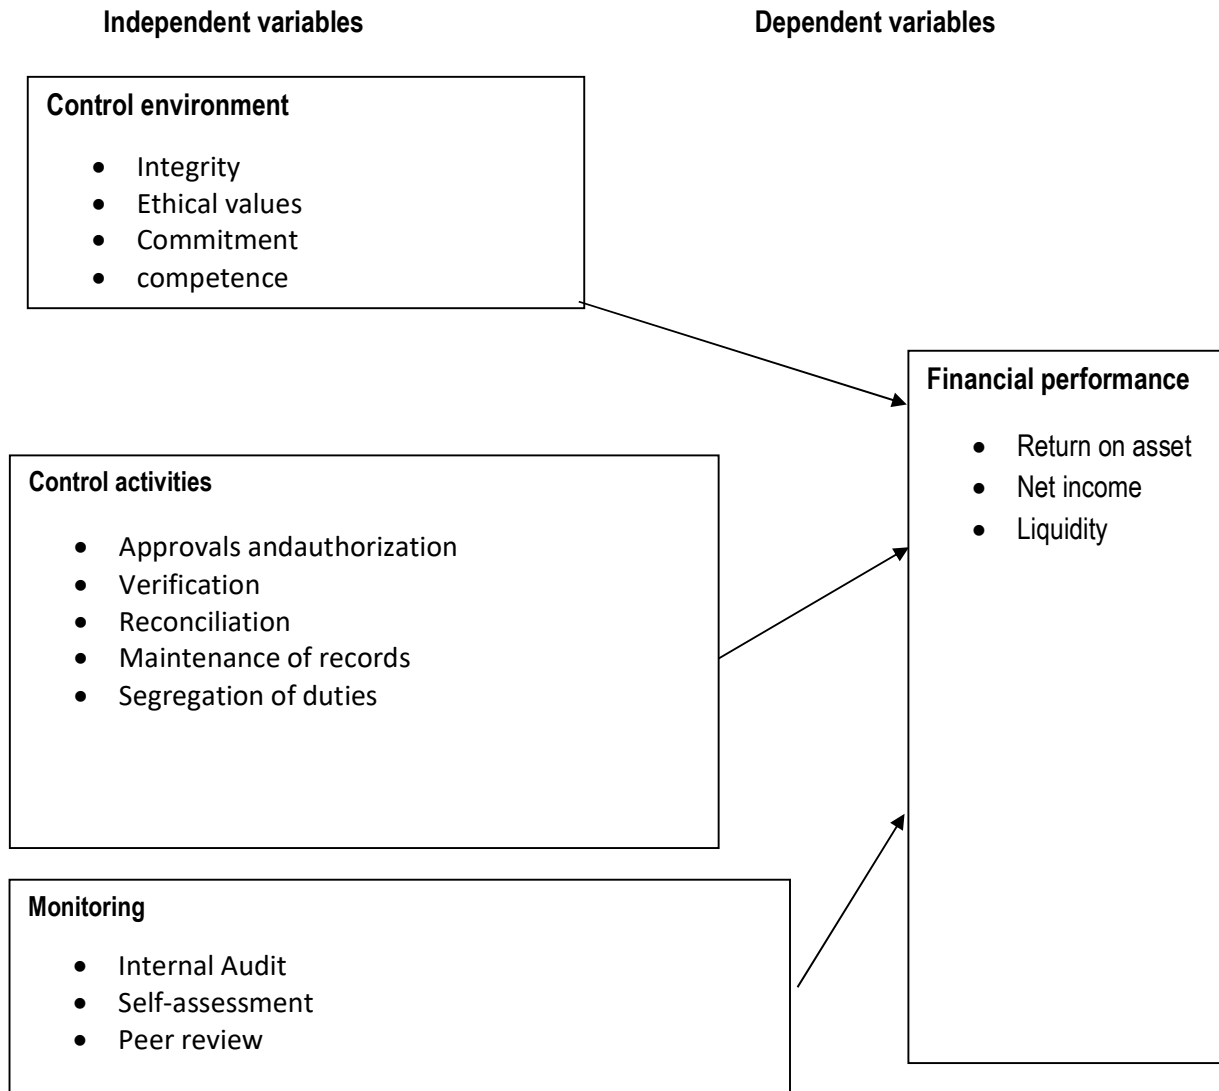 Independent variables
Dependent variables
Control environment
• Integrity
• Ethical values
• Commitment
• competence
Financial performance
• Return on asset
• Net income
• Liquidity
Control activities
• Approvals andauthorization
• Verification
• Reconciliation
• Maintenance of records
• Segregation of duties
Monitoring
• Internal Audit
• Self-assessment
• Peer review